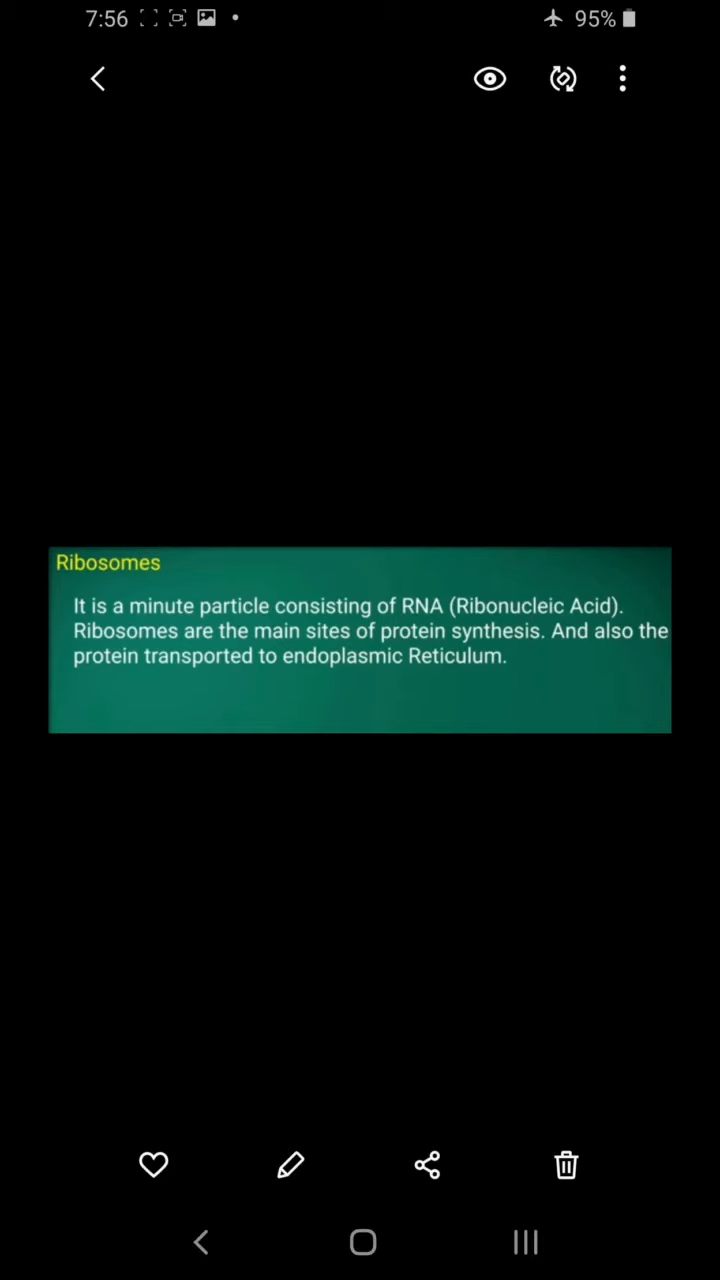 7:56
95%
Ribosomes
It is a minute particle consisting of RNA (Ribonucleic Acid).
Ribosomes are the main sites of protein synthesis. And also the
protein transported to endoplasmic Reticulum.